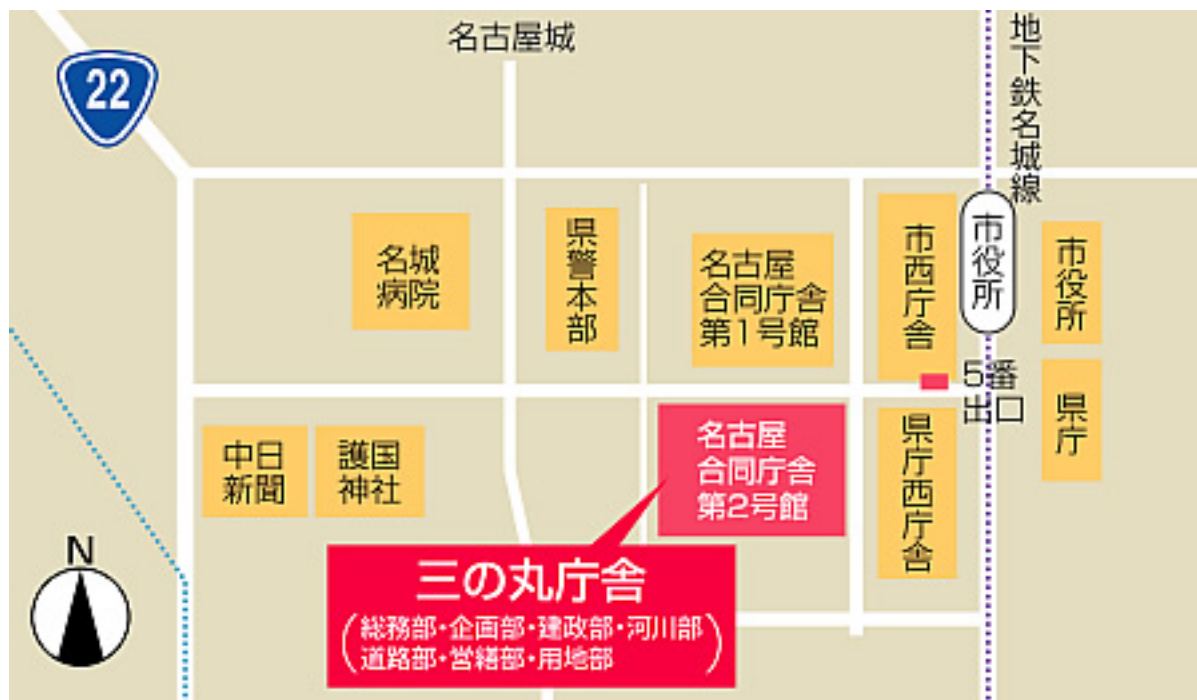 名古屋城
地下鉄名城線
22
名城
病院
県警本部
名古屋
合同庁舎
第1号館
市西庁舎
市役所
市役所
5番
出口
県庁
中日
新聞
護国
神社
名古屋
合同庁舎
第2号館
県庁西庁舎
N
三の丸庁舎
(総務部・企画部・建政部・河川部
道路部・営繕部・用地部)